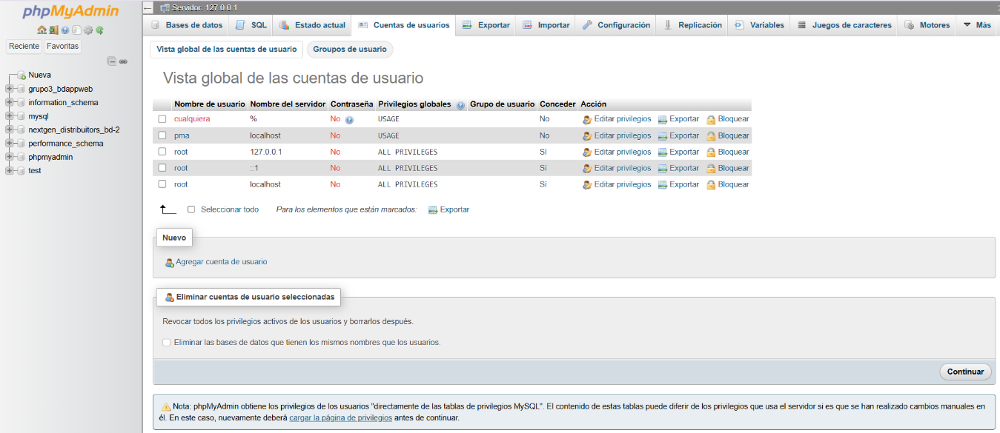 phpMyAdmin
Reciente Favoritas
Nueva
grupo3_bdappweb
information_schema
mysql
nextgen_distribuitors_bd-2
performance_schema
phpmyadmin
test
Servidor: 127.0.0.1
Bases de datos SQL Estado actual Cuentas de usuarios Exportar Importar Configuración Replicación Variables Juegos de caracteres Motores Más
Vista global de las cuentas de usuario Groupos de usuario
Vista global de las cuentas de usuario
Nombre de usuario Nombre del servidor Contraseña Privilegios globales Grupo de usuario Conceder Acción
cualquiera % No USAGE No Editar privilegios Exportar Bloquear
pma localhost No USAGE No Editar privilegios Exportar Bloquear
root 127.0.0.1 No ALL PRIVILEGES Sí Editar privilegios Exportar Bloquear
root ::1 No ALL PRIVILEGES Sí Editar privilegios Exportar Bloquear
root localhost No ALL PRIVILEGES Sí Editar privilegios Exportar Bloquear
Seleccionar todo Para los elementos que están marcados: Exportar
Nuevo
Agregar cuenta de usuario
Eliminar cuentas de usuario seleccionadas
Revocar todos los privilegios activos de los usuarios y borrarlos después.
Eliminar las bases de datos que tienen los mismos nombres que los usuarios.
Continuar
Nota: phpMyAdmin obtiene los privilegios de los usuarios "directamente de las tablas de privilegios MySQL". El contenido de estas tablas puede diferir de los privilegios que usa el servidor si es que se han realizado cambios manuales en
él. En este caso, nuevamente deberá cargar la página de privilegios antes de continuar.